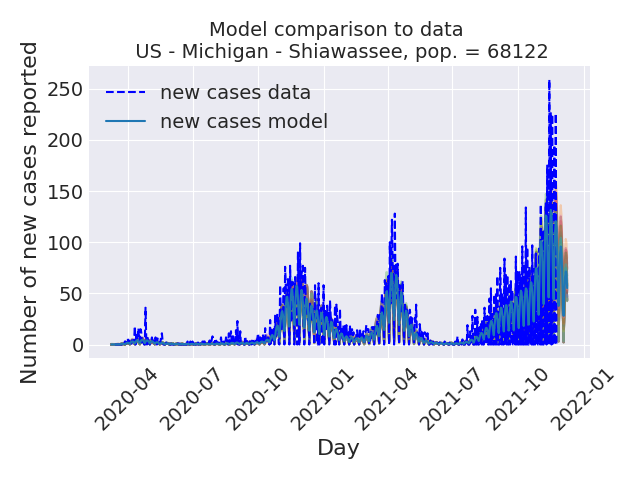 Model comparison to data
US - Michigan - Shiawassee, pop. = 68122
Number of new cases reported
250
200
150
100
50
0
new cases data
new cases model
2020-04
2020-07
2020-10
2021-01
2021-04
2021-07
2021-10
2022-01
Day